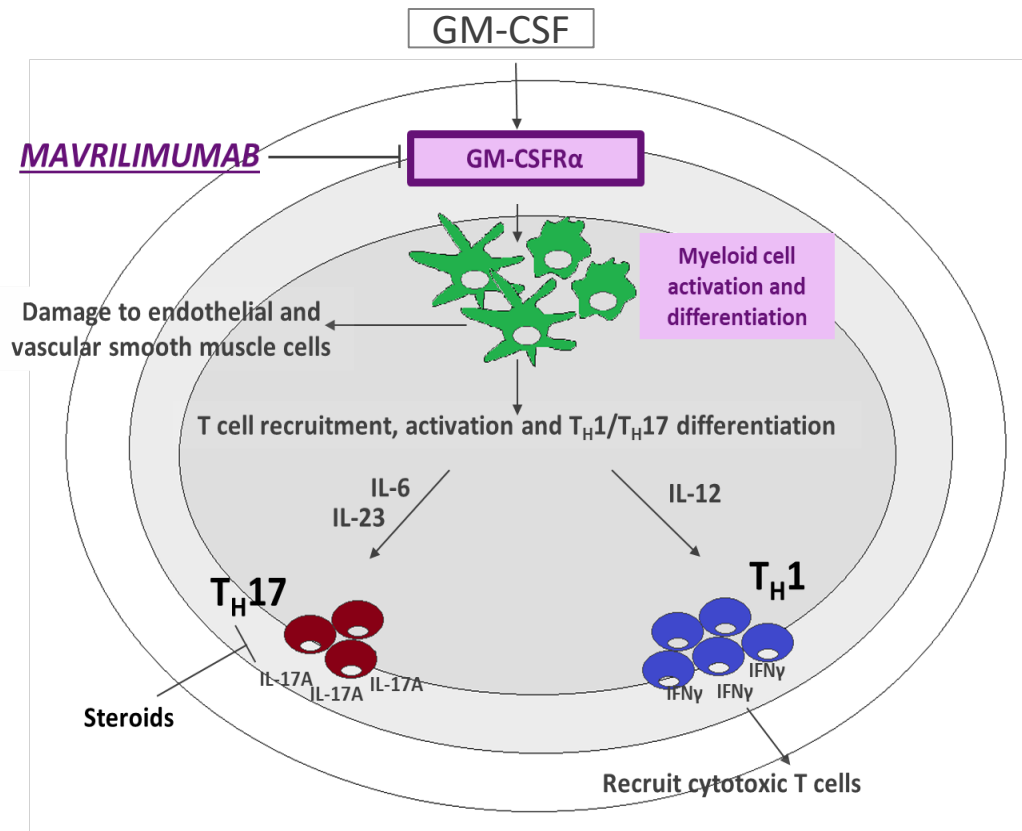 GM-CSF
MAVRILIMUMAB
GM-CSFRα
Myeloid cell
activation and
differentiation
Damage to endothelial and
vascular smooth muscle cells
T cell recruitment, activation and TH1/TH17 differentiation
IL-6
IL-23
IL-12
TH17
TH1
IL-17A
IL-17A
IL-17A
IFNγ
IFNγ
IFNγ
Steroids
Recruit cytotoxic T cells